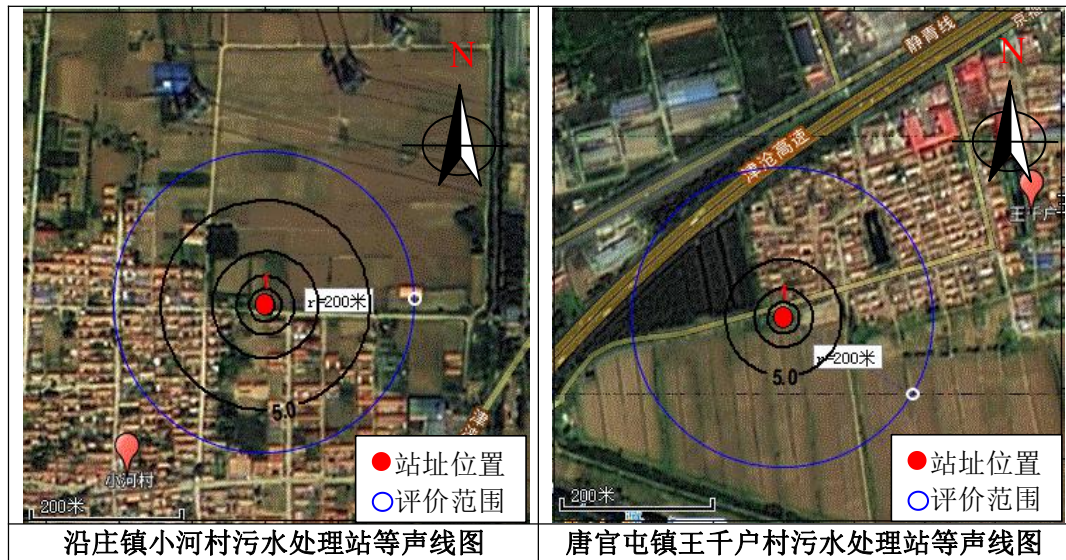 N
r=200米
5.0
小河村
200米
站址位置
评价范围
静青线
津沧高速
N
王千户
r=200米
5.0
200米
站址位置
评价范围
沿庄镇小河村污水处理站等声线图
唐官屯镇王千户村污水处理站等声线图